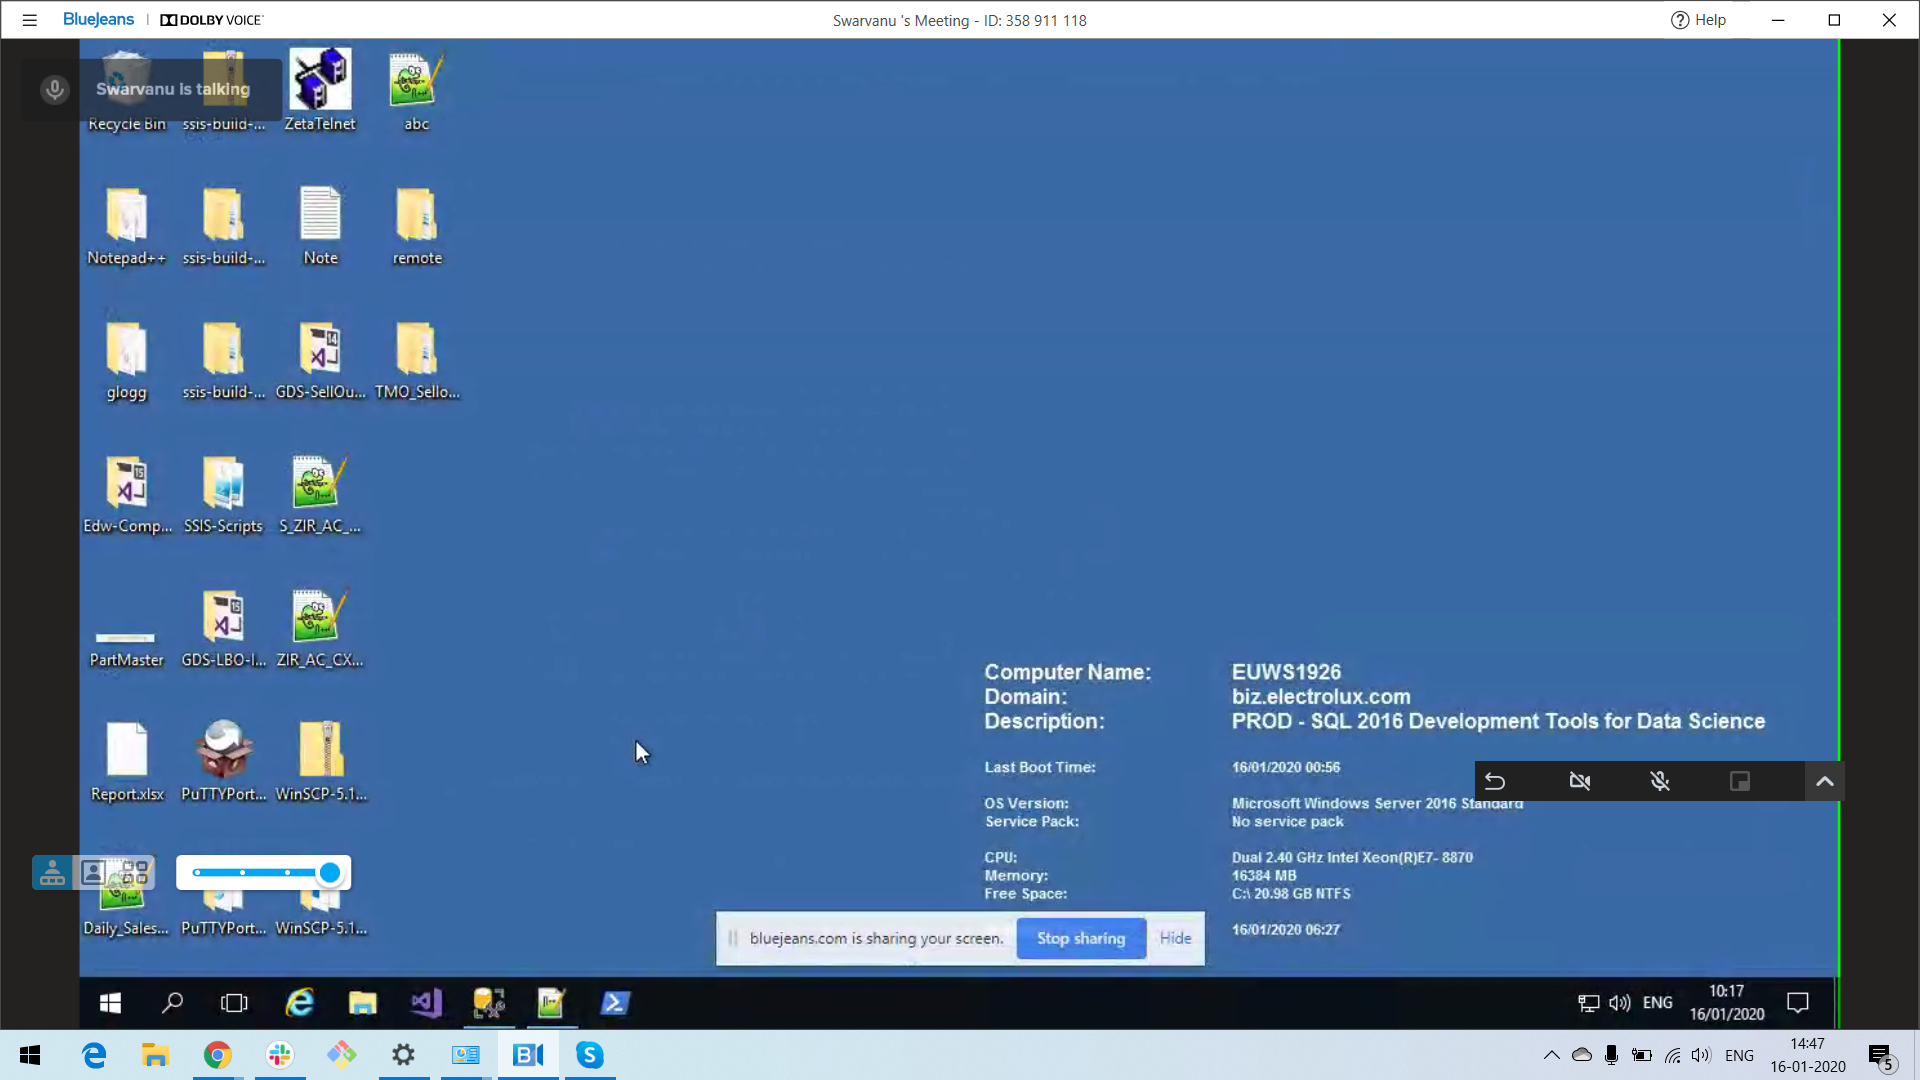 BlueJeans DOLBY VOICE Swarvanu 's Meeting - ID: 358 911 118 Help
Swarvanu is talking
Recycle Bin ssis-build-... ZetaTelnet abc
Notepad++ ssis-build-... Note remote
glogg ssis-build-... GDS-SellOu... TMO_Sello...
Edw-Comp... SSIS-Scripts S_ZIR_AC_...
PartMaster GDS-LBO-I... ZIR_AC_CX...
Computer Name: EUWS1926
Domain: biz.electrolux.com
Description: PROD - SQL 2016 Development Tools for Data Science
Last Boot Time: 16/01/2020 00:56
Report.xlsx PuTTYPort... WinSCP-5.1...
OS Version: Microsoft Windows Server 2016 Standard
Service Pack: No service pack
CPU: Dual 2.40 GHz Intel Xeon(R)E7- 8870
Memory: 16384 MB
Free Space: C:\ 20.98 GB NTFS
Daily_Sales... PuTTYPort... WinSCP-5.1...
16/01/2020 06:27
bluejeans.com is sharing your screen. Stop sharing Hide
ENG 10:17
16/01/2020
ENG 14:47
16-01-2020
5